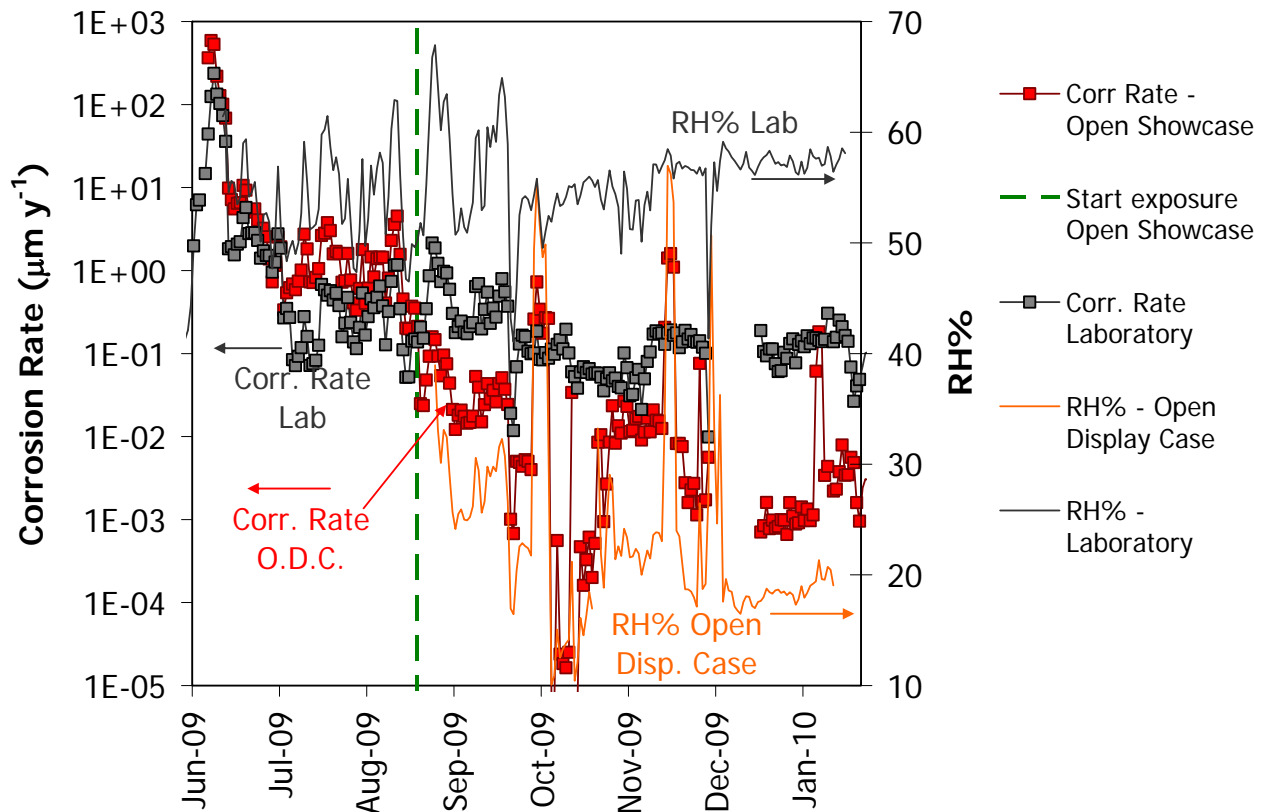 1E+03
1E+02
1E+01
1E+00
1E-01
1E-02
1E-03
1E-04
1E-05
Corrosion Rate (μm y⁻¹)
70
60
50
40
30
20
10
RH%
Jun-09
Jul-09
Aug-09
Sep-09
Oct-09
Nov-09
Dec-09
Jan-10
RH% Lab
Corr. Rate
Lab
Corr. Rate
O.D.C.
RH% Open
Disp. Case
Corr Rate -
Open Showcase
Start exposure
Open Showcase
Corr. Rate
Laboratory
RH% - Open
Display Case
RH% -
Laboratory